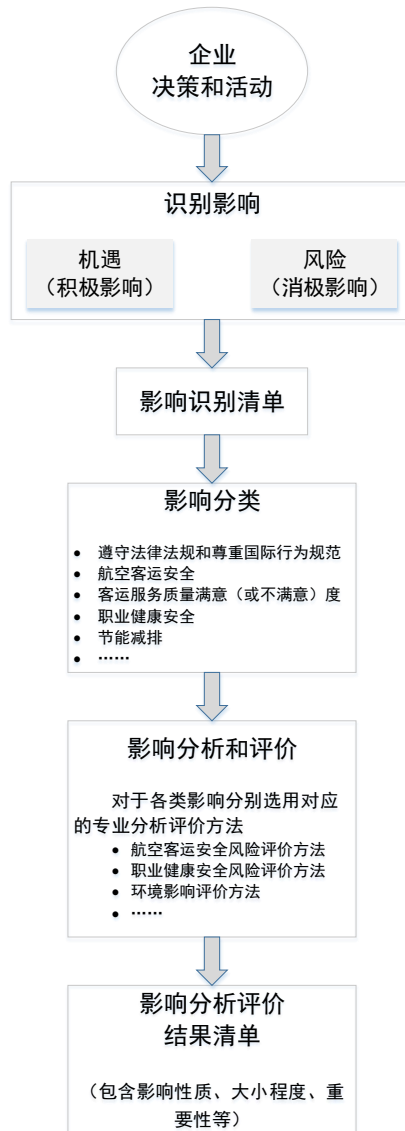 企业
决策和活动
识别影响
机遇
（积极影响）
风险
（消极影响）
影响识别清单
影响分类
● 遵守法律法规和尊重国际行为规范
● 航空客运安全
● 客运服务质量满意（或不满意）度
● 职业健康安全
● 节能减排
● ……
影响分析和评价
对于各类影响分别选用对应
的专业分析评价方法
● 航空客运安全风险评价方法
● 职业健康安全风险评价方法
● 环境影响评价方法
● ……
影响分析评价
结果清单
（包含影响性质、大小程度、重
要性等）